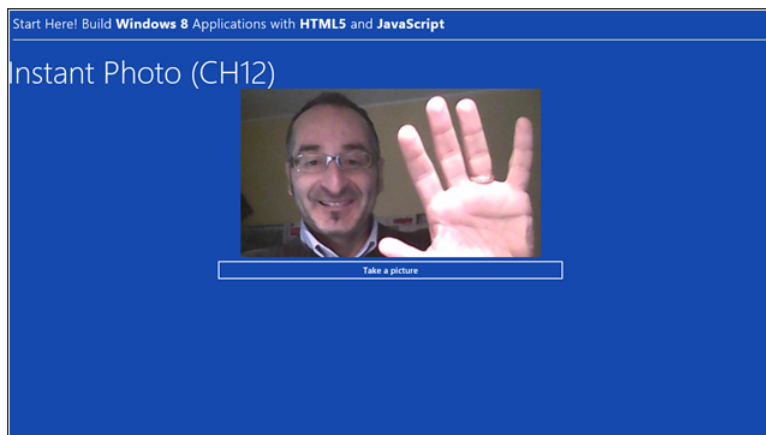 Start Here! Build Windows 8 Applications with HTML5 and JavaScript
Instant Photo (CH12)
Take a picture